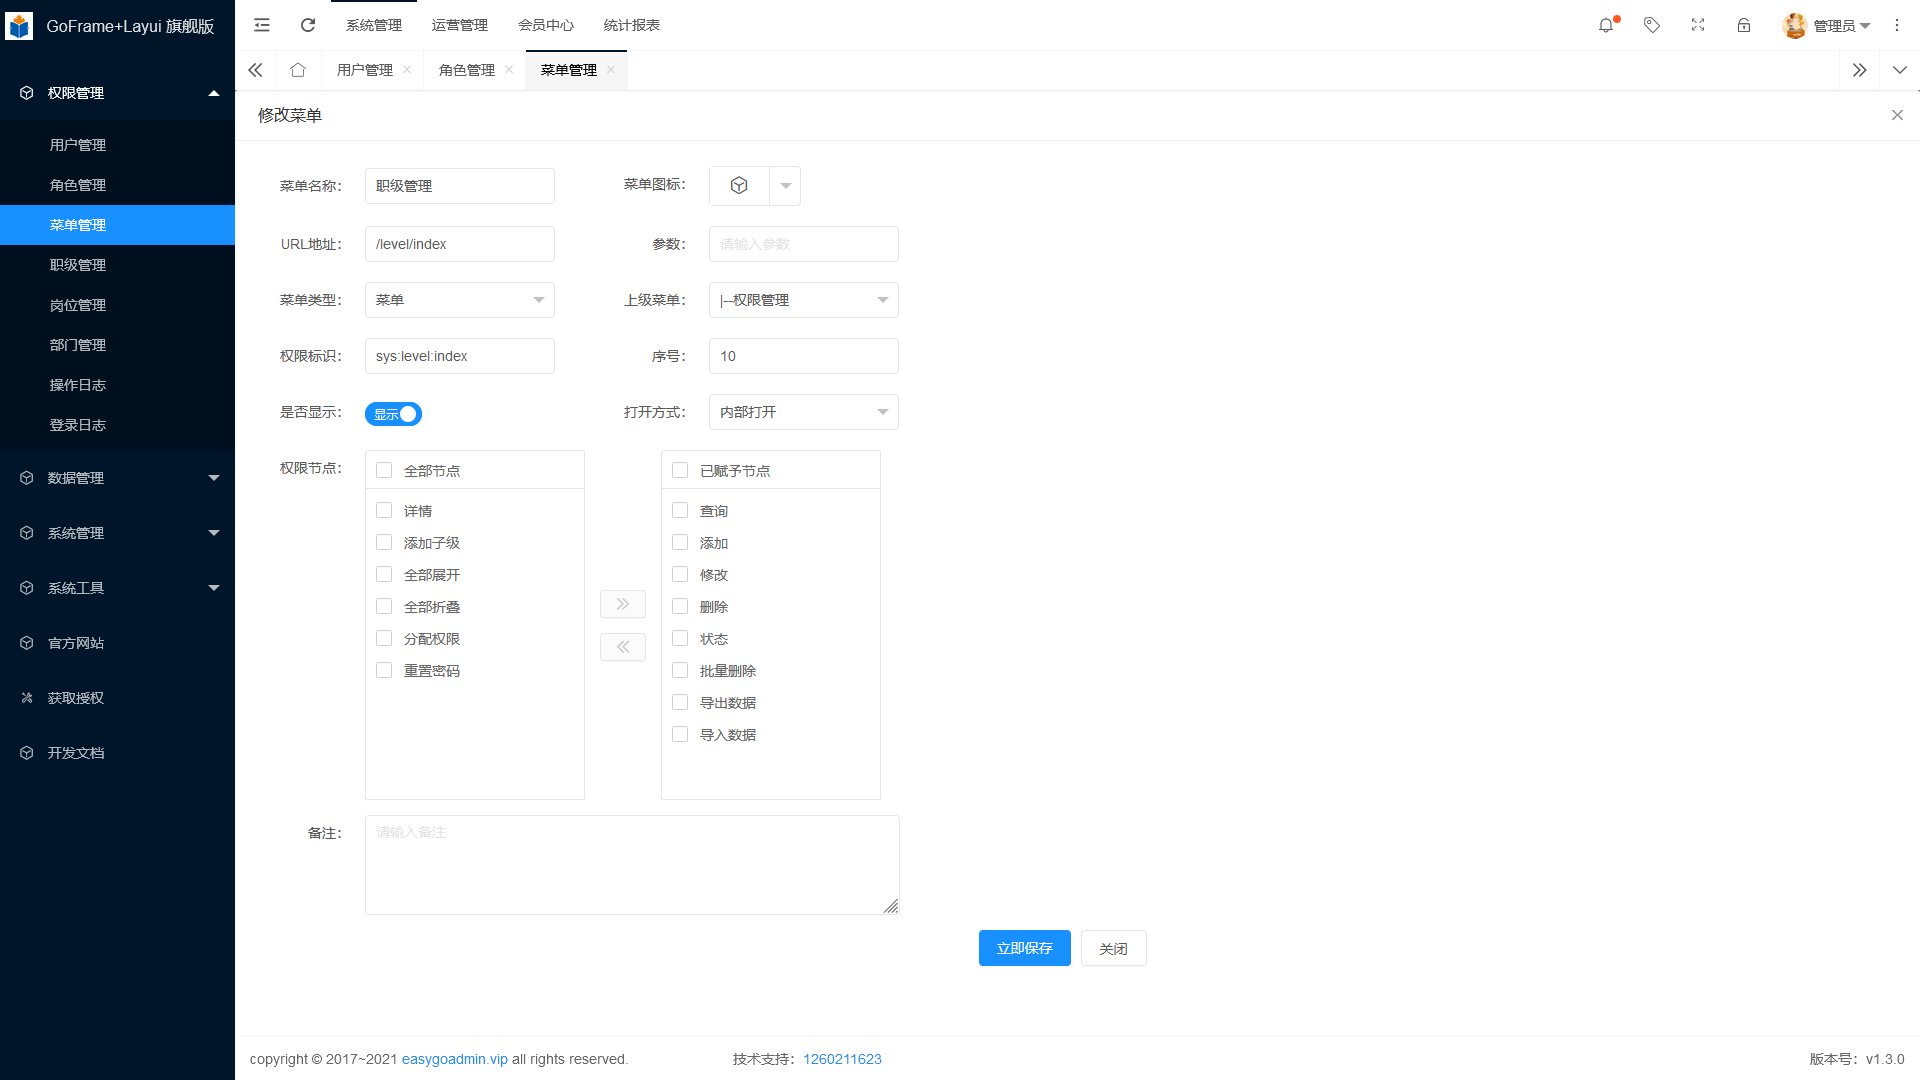 GoFrame+Layui 旗舰版
系统管理
运营管理
会员中心
统计报表
管理员
用户管理
角色管理
菜单管理
权限管理
用户管理
角色管理
菜单管理
职级管理
岗位管理
部门管理
操作日志
登录日志
数据管理
系统管理
系统工具
官方网站
获取授权
开发文档
修改菜单
菜单名称： 职级管理
菜单图标：
URL地址： /level/index
参数： 请输入参数
菜单类型： 菜单
上级菜单： |--权限管理
权限标识： sys:level:index
序号： 10
是否显示： 显示
打开方式： 内部打开
权限节点：
全部节点
详情
添加子级
全部展开
全部折叠
分配权限
重置密码
已赋予节点
查询
添加
修改
删除
状态
批量删除
导出数据
导入数据
备注： 请输入备注
立即保存
关闭
copyright © 2017~2021 easygoadmin.vip all rights reserved.
技术支持：1260211623
版本号：v1.3.0